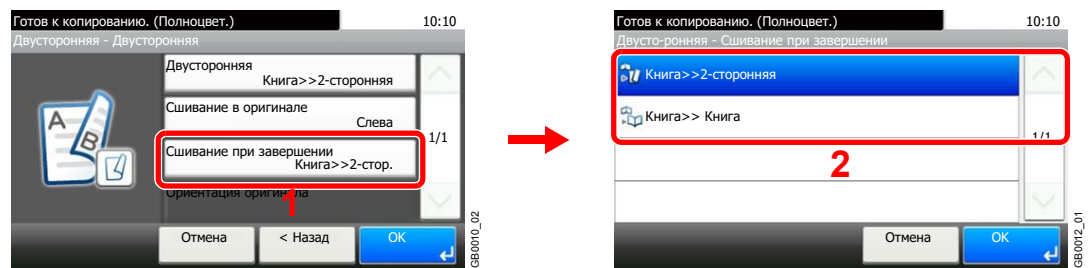 Готов к копированию. (Полноцвет.)
10:10
Двусторонняя - Двусторонняя
A
B
Двусторонняя
Книга>>2-сторонняя
Сшивание в оригинале
Слева
1/1
Сшивание при завершении
Книга>>2-стор.
Ориентация оригинала
1
Отмена
< Назад
OK
GB0010_02
Готов к копированию. (Полноцвет.)
10:10
Двусто-ронняя - Сшивание при завершении
Книга>>2-сторонняя
Книга>> Книга
1/1
2
Отмена
OK
GB0012_01